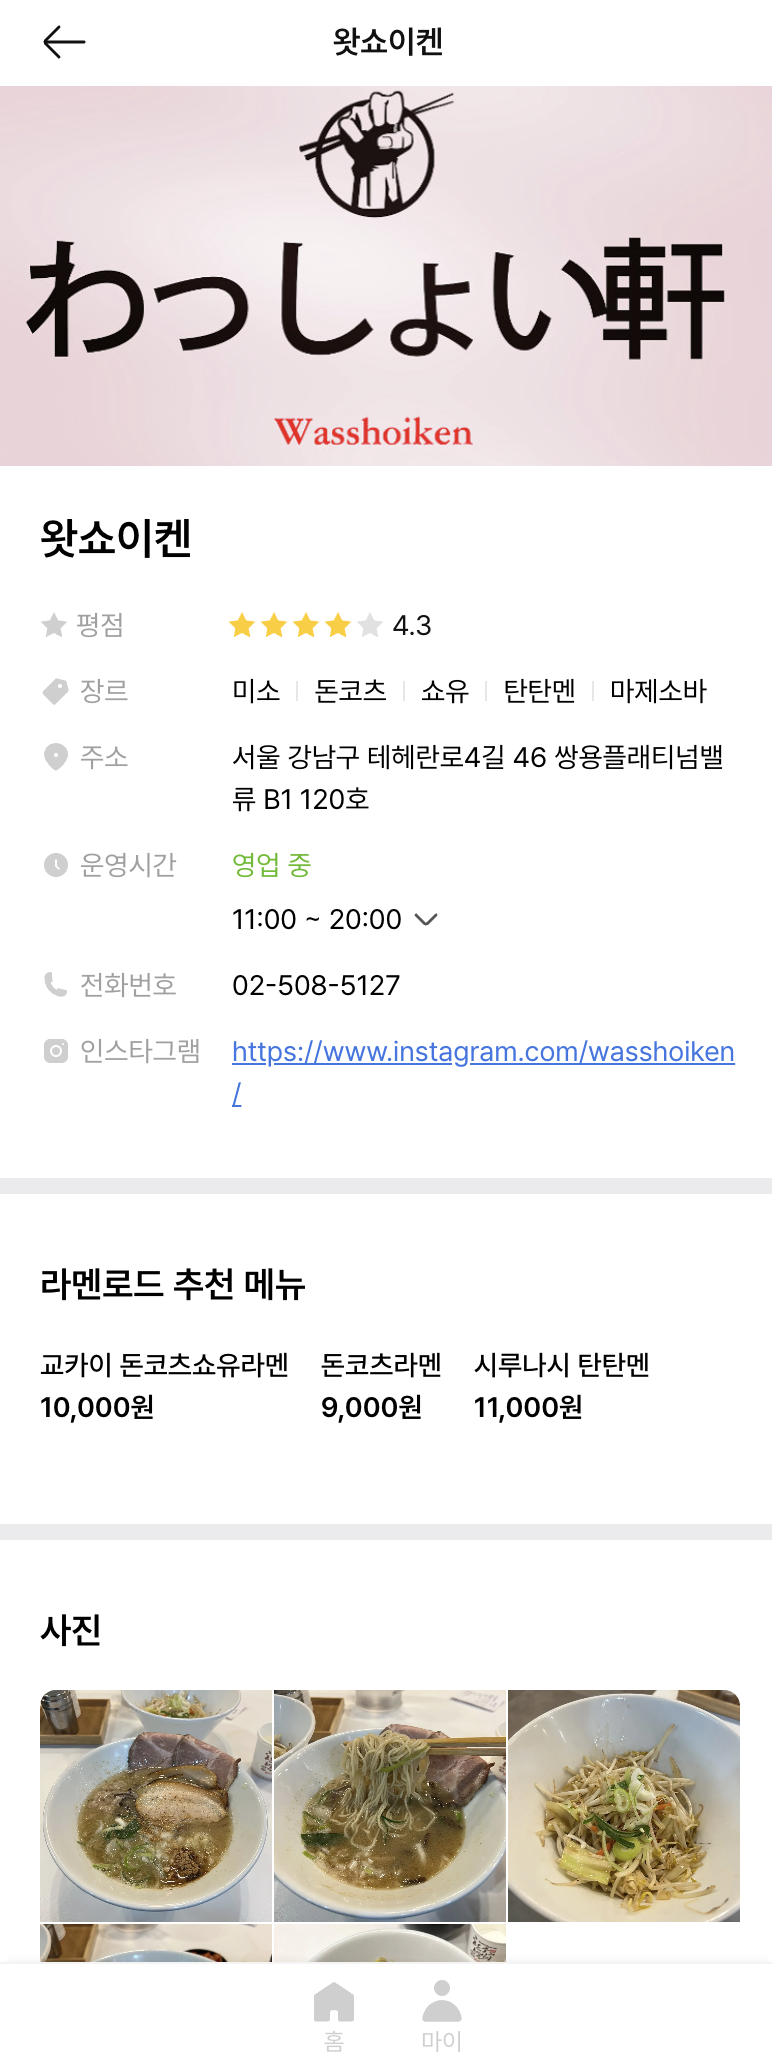 왓쇼이켄
わっしょい軒
Wasshoiken
왓쇼이켄
평점 4.3
장르 미소 돈코츠 쇼유 탄탄멘 마제소바
주소 서울 강남구 테헤란로4길 46 쌍용플래티넘밸
류 B1 120호
운영시간 영업 중
11:00 ~ 20:00
전화번호 02-508-5127
인스타그램 https://www.instagram.com/wasshoiken
/
라멘로드 추천 메뉴
교카이 돈코츠쇼유라멘 돈코츠라멘 시루나시 탄탄멘
10,000원 9,000원 11,000원
사진
홈 마이